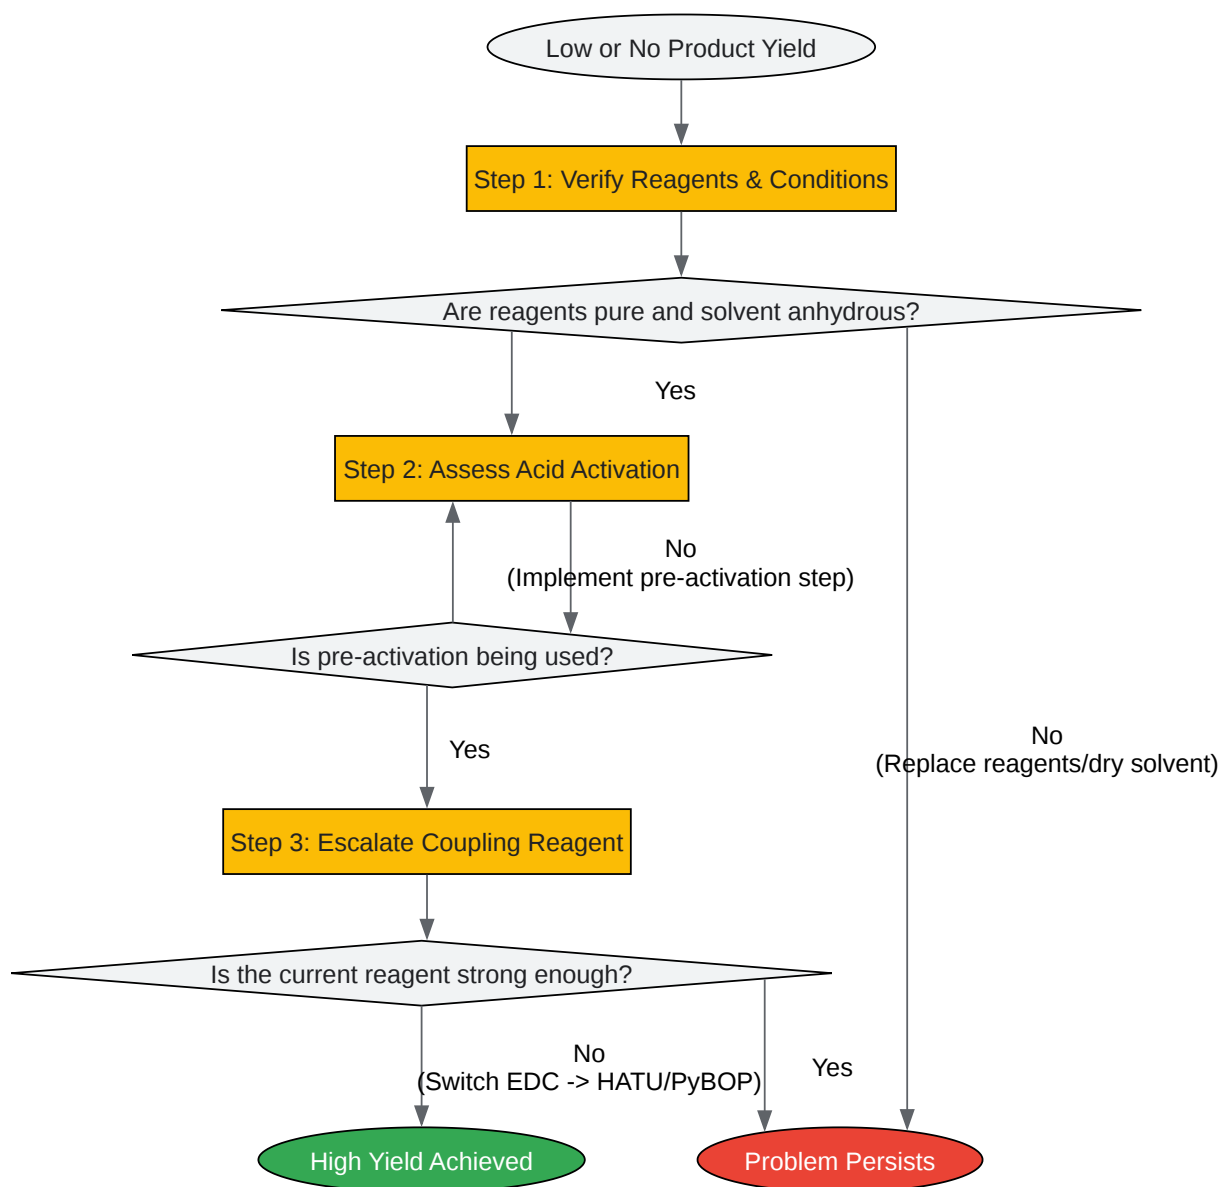 Low or No Product Yield
Step 1: Verify Reagents & Conditions
Are reagents pure and solvent anhydrous?
Yes
Step 2: Assess Acid Activation
No
(Implement pre-activation step)
Is pre-activation being used?
No
(Replace reagents/dry solvent)
Yes
Step 3: Escalate Coupling Reagent
Is the current reagent strong enough?
No
(Switch EDC -> HATU/PyBOP)
Yes
High Yield Achieved
Problem Persists